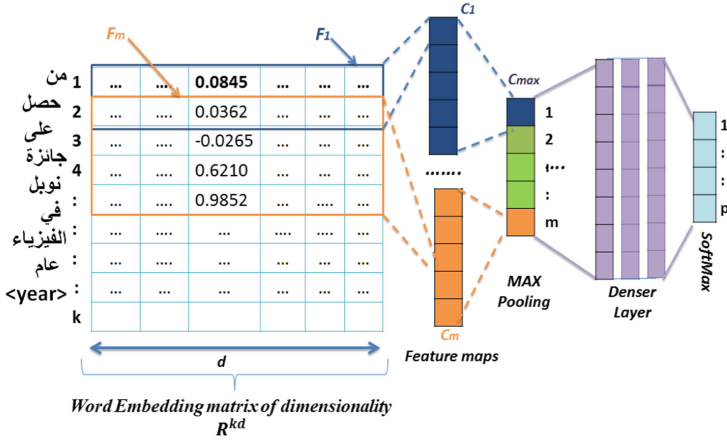 Fm
F1
C1
Cmax
من 1 ... .... 0.0845 ... ... ...
حصل 2 ... .... 0.0362 ... ... ...
على 3 ... .... -0.0265 ... ... ...
جائزة 4 ... .... 0.6210 ... ... ...
نوبل : ... .... 0.9852 ... ... ...
في : ... .... ... .... .... ...
الفيزياء : ... .... ... ... ... ...
عام
<year> : ... .... ... ... ... ...
k
d
.......
1
2
:....
:
m
1
:
:
p
Cm
Feature maps
MAX
Pooling
Denser
Layer
SoftMax
Word Embedding matrix of dimensionality
R^kd